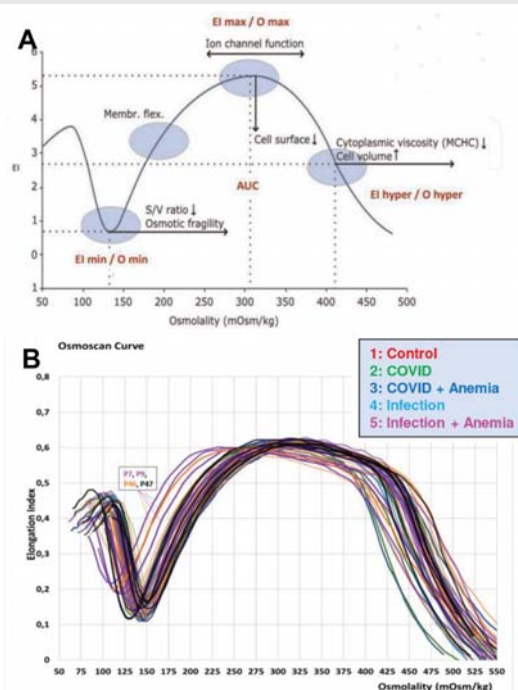 A
EI max / O max
Ion channel function
6
5
4
3
2
1
0
1
EI
Membr. flex.
Cell surface ↓
Cytoplasmic viscosity (MCHC) ↓
Cell volume ↑
AUC
EI hyper / O hyper
S/V ratio ↓
Osmotic fragility
EI min / O min
50 100 150 200 250 300 350 400 500
Osmolality (mOsm/kg)
B
Osmoscan Curve
1: Control
2: COVID
3: COVID + Anemia
4: Infection
5: Infection + Anemia
0,8
0,7
0,6
0,5
0,4
0,3
0,2
0,1
0
Elongation Index
P7, P9,
P46, P47
50 75 100 125 150 175 200 225 250 275 300 325 350 375 400 425 450 475 500 525 550
Osmolality (mOsm/kg)